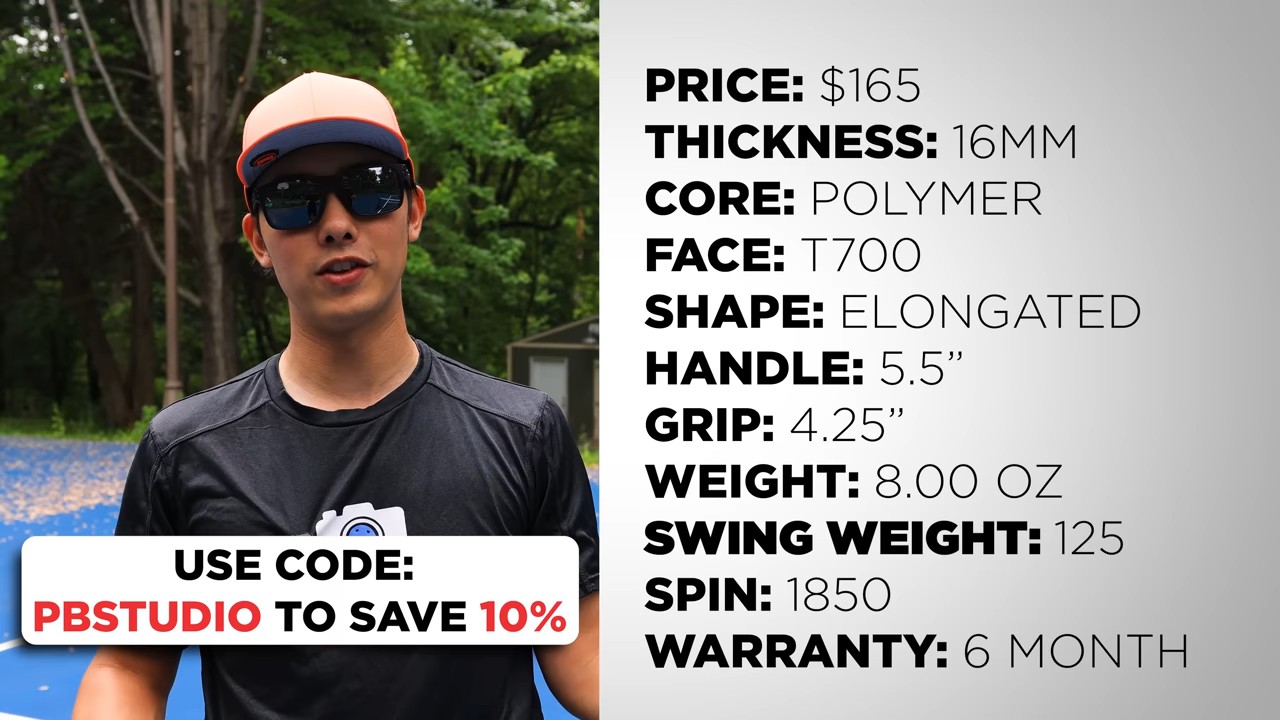 USE CODE:
PBSTUDIO TO SAVE 10%
PRICE: $165
THICKNESS: 16MM
CORE: POLYMER
FACE: T700
SHAPE: ELONGATED
HANDLE: 5.5”
GRIP: 4.25”
WEIGHT: 8.00 OZ
SWING WEIGHT: 125
SPIN: 1850
WARRANTY: 6 MONTH